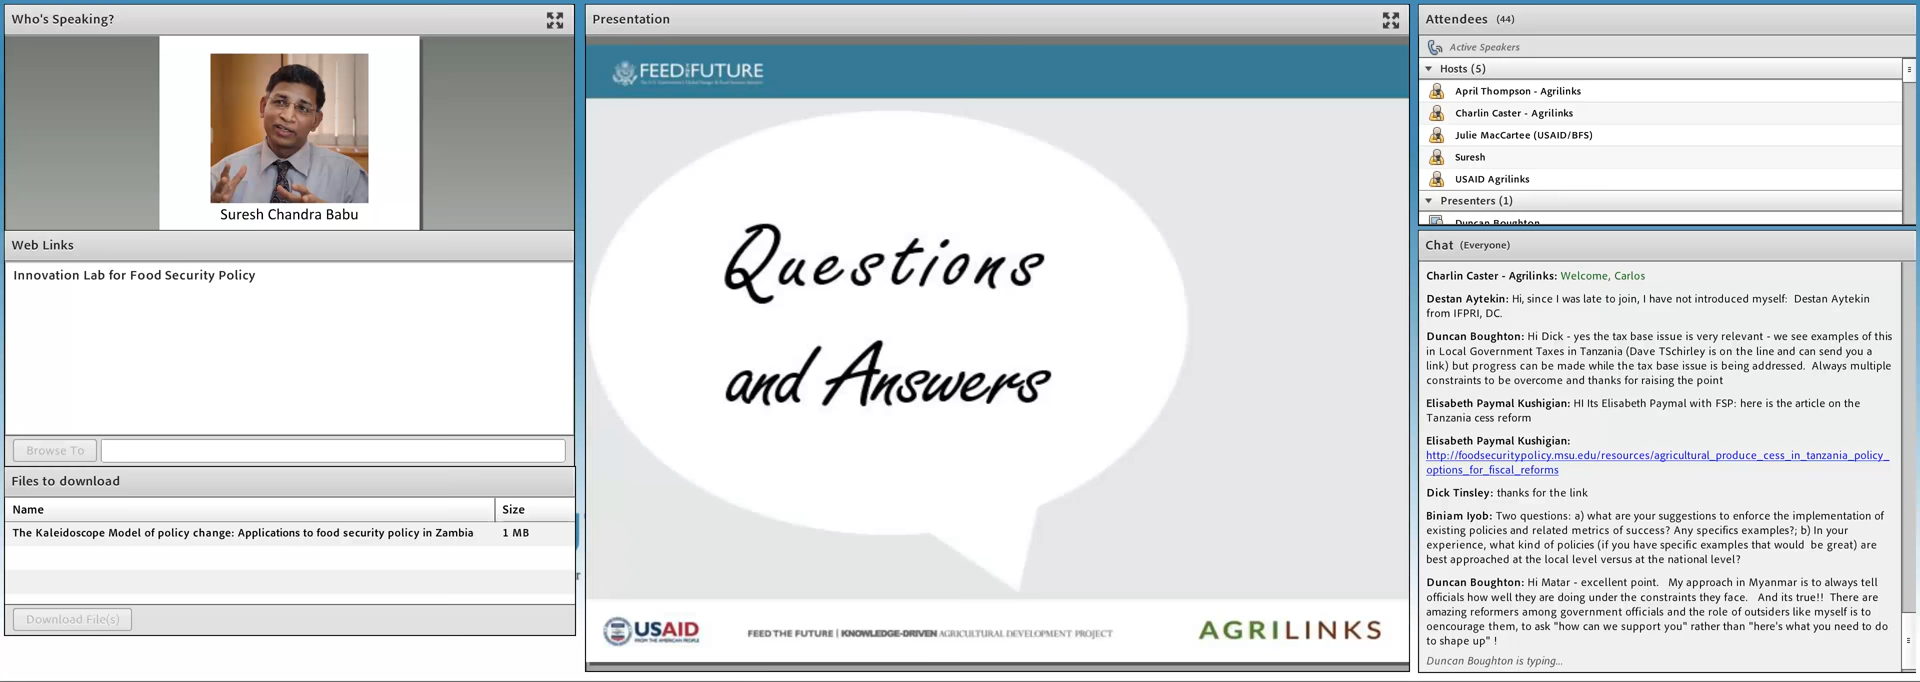 Who's Speaking?
Suresh Chandra Babu
Web Links
Innovation Lab for Food Security Policy
Browse To
Files to download
Name Size
The Kaleidoscope Model of policy change: Applications to food security policy in Zambia 1 MB
Download File(s)
Presentation
FEED THE FUTURE
Questions
and Answers
USAID
FROM THE AMERICAN PEOPLE
FEED THE FUTURE | KNOWLEDGE-DRIVEN AGRICULTURAL DEVELOPMENT PROJECT
AGRILINKS
Attendees (44)
Active Speakers
Hosts (5)
April Thompson - Agrilinks
Charlin Caster - Agrilinks
Julie MacCartee (USAID/BFS)
Suresh
USAID Agrilinks
Presenters (1)
Duncan Boughton
Chat (Everyone)
Charlin Caster - Agrilinks: Welcome, Carlos
Destan Aytekin: Hi, since I was late to join, I have not introduced myself: Destan Aytekin
from IFPRI, DC.
Duncan Boughton: Hi Dick - yes the tax base issue is very relevant - we see examples of this
in Local Government Taxes in Tanzania (Dave TSchirley is on the line and can send you a
link) but progress can be made while the tax base issue is being addressed. Always multiple
constraints to be overcome and thanks for raising the point
Elisabeth Paymal Kushigian: HI Its Elisabeth Paymal with FSP: here is the article on the
Tanzania cess reform
Elisabeth Paymal Kushigian:
http://foodsecuritypolicy.msu.edu/resources/agricultural_produce_cess_in_tanzania_policy_
options_for_fiscal_reforms
Dick Tinsley: thanks for the link
Biniam Iyob: Two questions: a) what are your suggestions to enforce the implementation of
existing policies and related metrics of success? Any specifics examples?; b) In your
experience, what kind of policies (if you have specific examples that would be great) are
best approached at the local level versus at the national level?
Duncan Boughton: Hi Matar - excellent point. My approach in Myanmar is to always tell
officials how well they are doing under the constraints they face. And its true!! There are
amazing reformers among government officials and the role of outsiders like myself is to
oencourage them, to ask "how can we support you" rather than "here's what you need to do
to shape up" !
Duncan Boughton is typing...